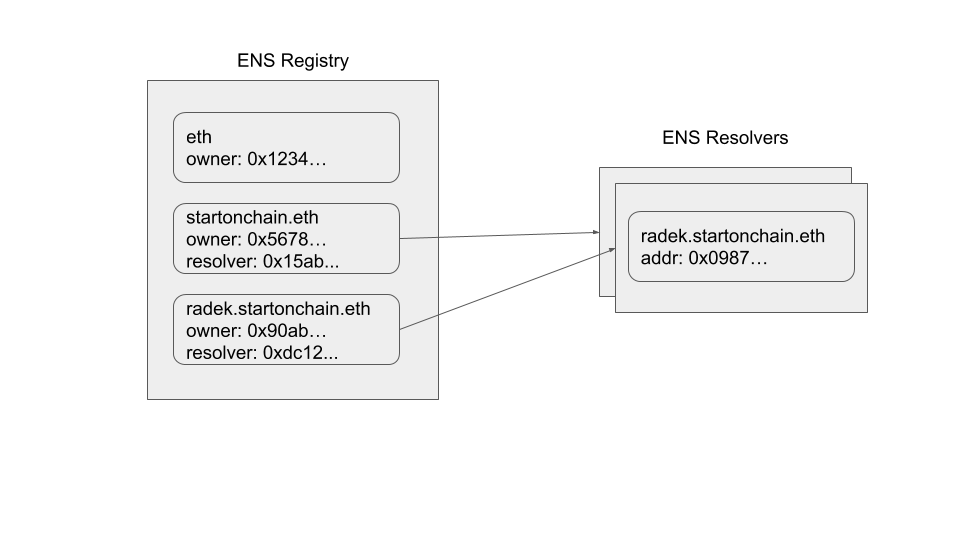 ENS Registry
eth
owner: 0x1234…
startonchain.eth
owner: 0x5678…
resolver: 0x15ab...
radek.startonchain.eth
owner: 0x90ab…
resolver: 0xdc12...
ENS Resolvers
radek.startonchain.eth
addr: 0x0987…